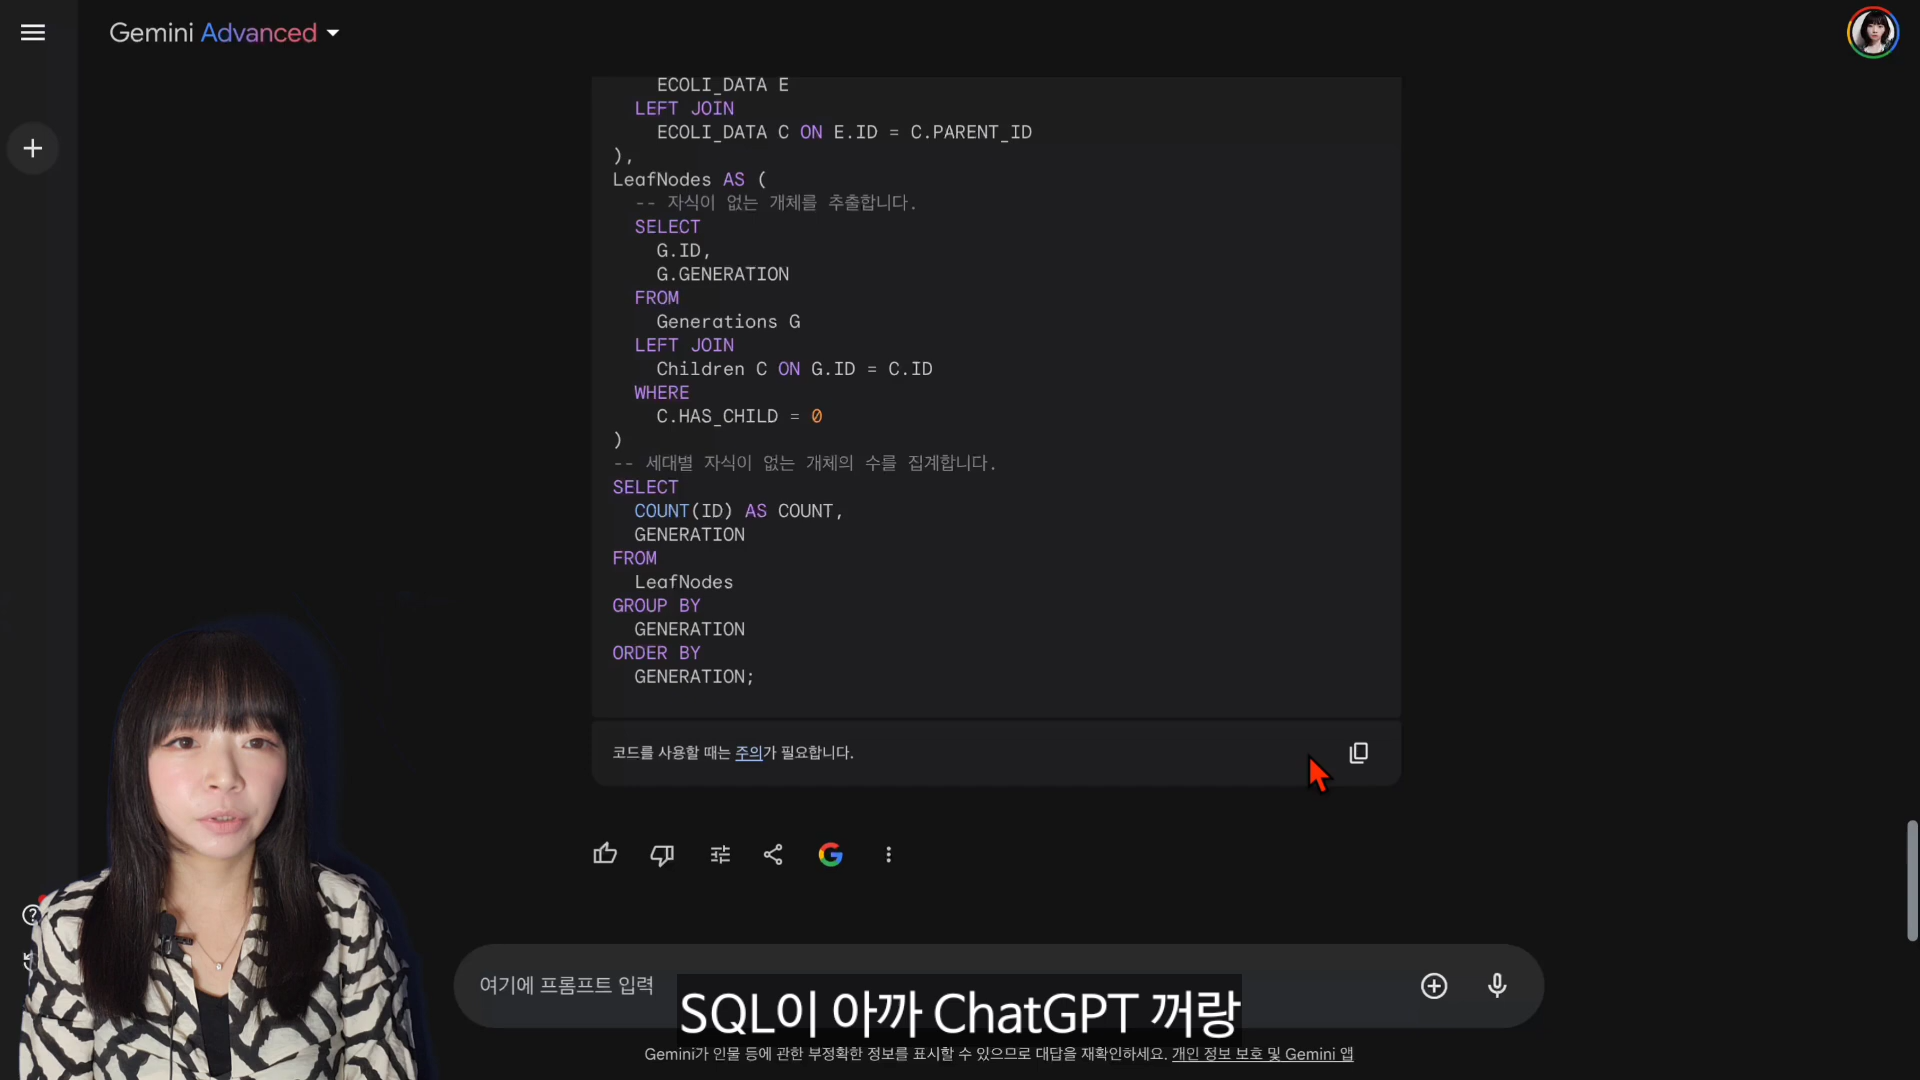 Gemini Advanced
ECOLI_DATA E
LEFT JOIN
ECOLI_DATA C ON E.ID = C.PARENT_ID
),
LeafNodes AS (
-- 자식이 없는 개체를 추출합니다.
SELECT
G.ID,
G.GENERATION
FROM
Generations G
LEFT JOIN
Children C ON G.ID = C.ID
WHERE
C.HAS_CHILD = 0
)
-- 세대별 자식이 없는 개체의 수를 집계합니다.
SELECT
COUNT(ID) AS COUNT,
GENERATION
FROM
LeafNodes
GROUP BY
GENERATION
ORDER BY
GENERATION;
코드를 사용할 때는 주의가 필요합니다.
여기에 프롬프트 입력
SQL이 아까 ChatGPT 꺼랑
Gemini가 인물 등에 관한 부정확한 정보를 표시할 수 있으므로 대답을 재확인하세요. 개인 정보 보호 및 Gemini 앱